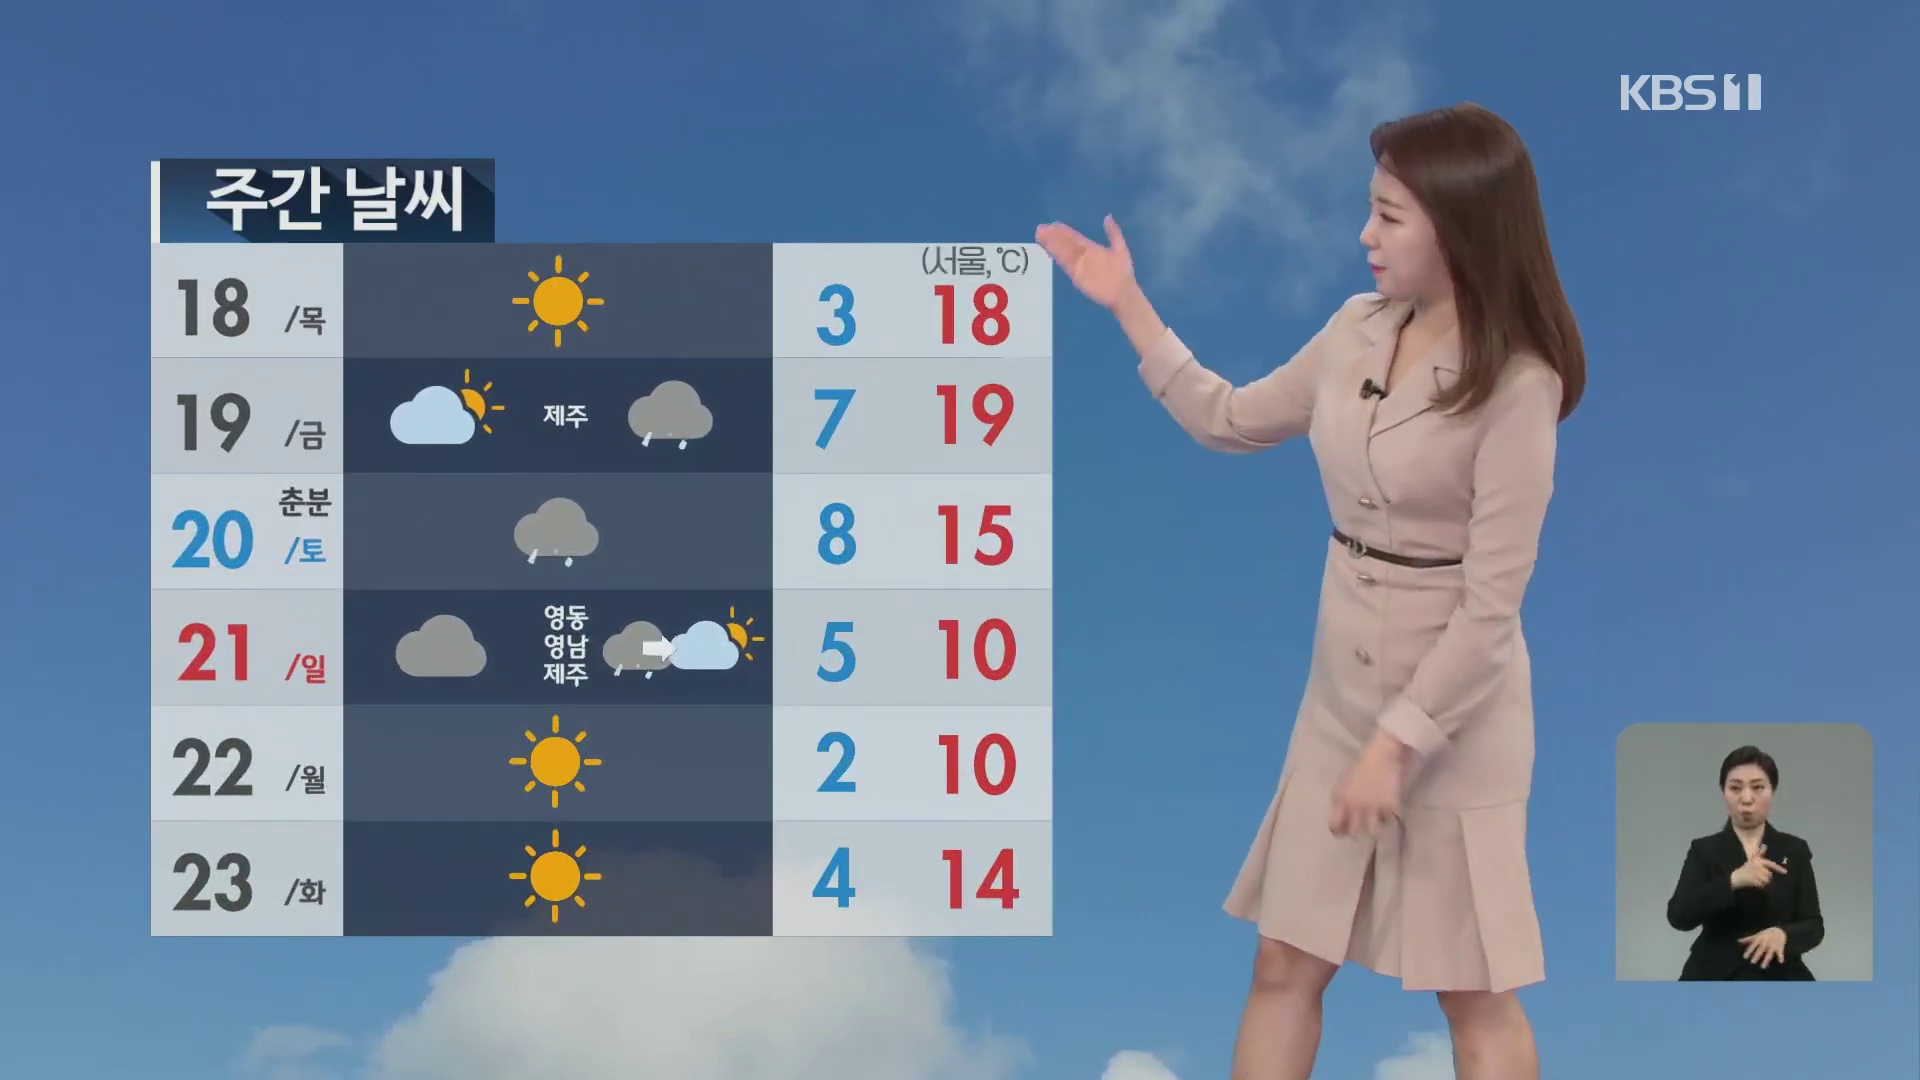 KBS 1
주간 날씨
(서울,℃)
18 /목 3 18
19 /금 제주 7 19
춘분
20 /토 8 15
영동
영남
제주
21 /일 5 10
22 /월 2 10
23 /화 4 14